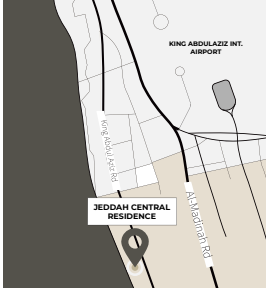 KING ABDULAZIZ INT.
AIRPORT
King Abdul Aziz Rd
JEDDAH CENTRAL
RESIDENCE
Al-Madinah Rd